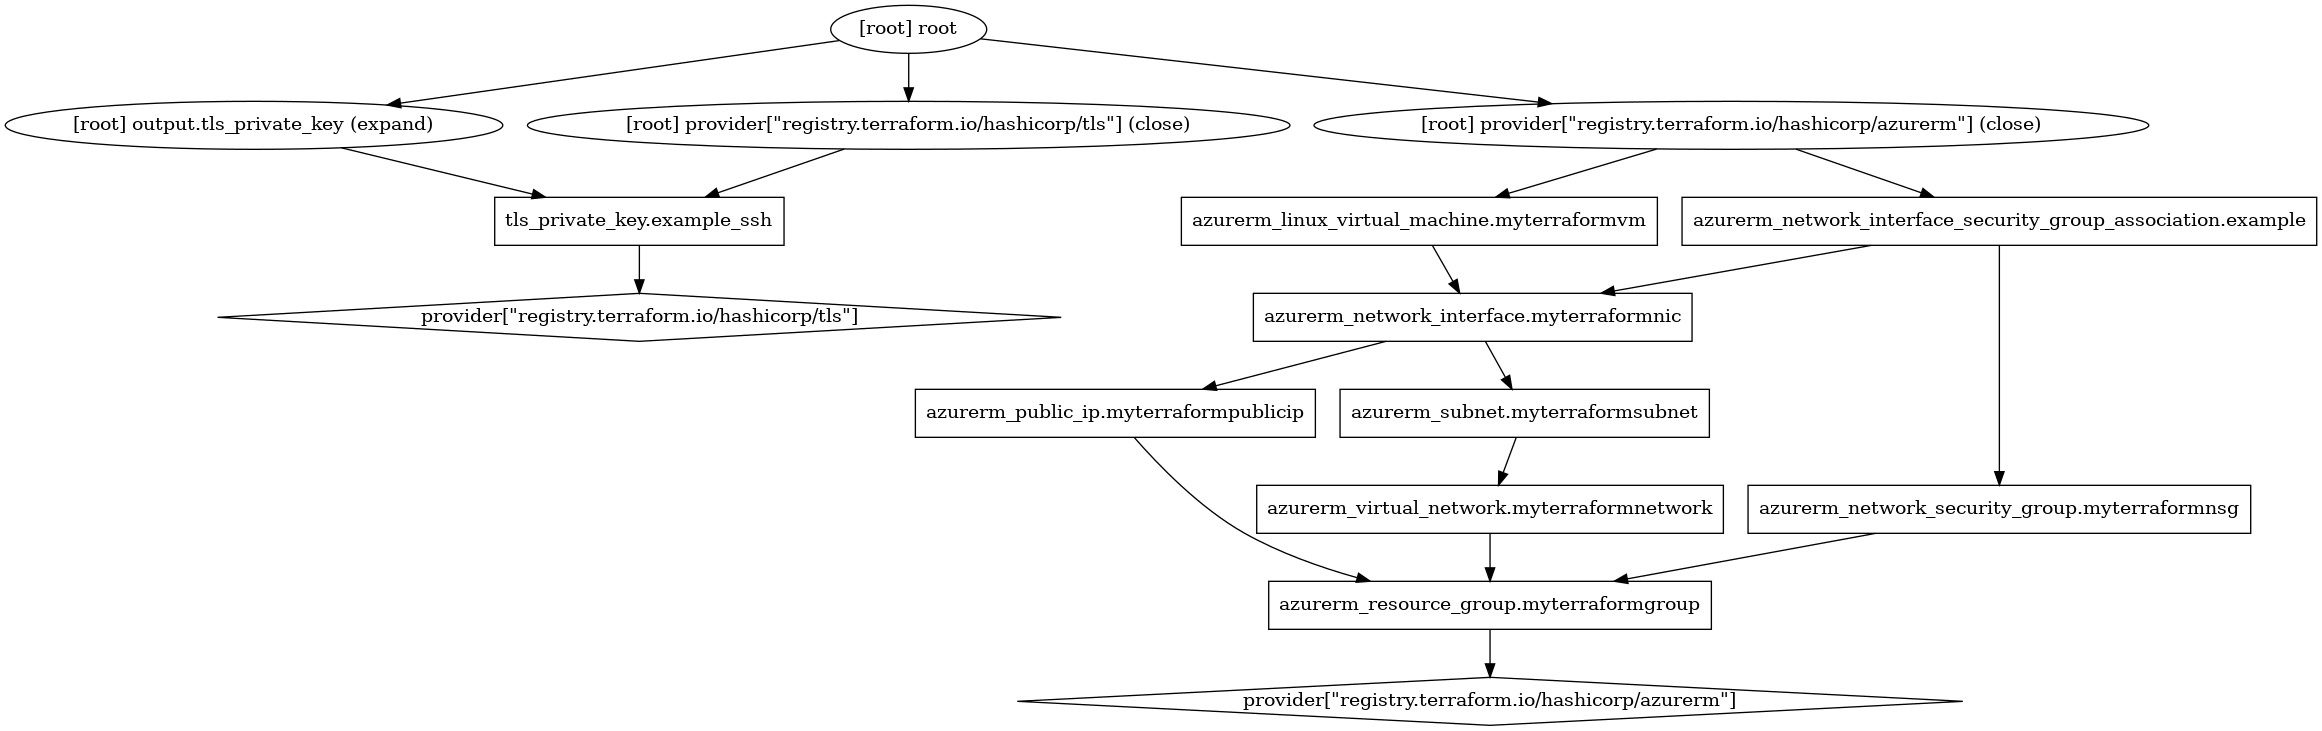 [root] root
[root] output.tls_private_key (expand)
[root] provider[\"registry.terraform.io/hashicorp/tls\"] (close)
[root] provider[\"registry.terraform.io/hashicorp/azurerm\"] (close)
tls_private_key.example_ssh
azurerm_linux_virtual_machine.myterraformvm
azurerm_network_interface_security_group_association.example
provider[\"registry.terraform.io/hashicorp/tls\"]
azurerm_network_interface.myterraformnic
azurerm_public_ip.myterraformpublicip
azurerm_subnet.myterraformsubnet
azurerm_virtual_network.myterraformnetwork
azurerm_network_security_group.myterraformnsg
azurerm_resource_group.myterraformgroup
provider[\"registry.terraform.io/hashicorp/azurerm\"]